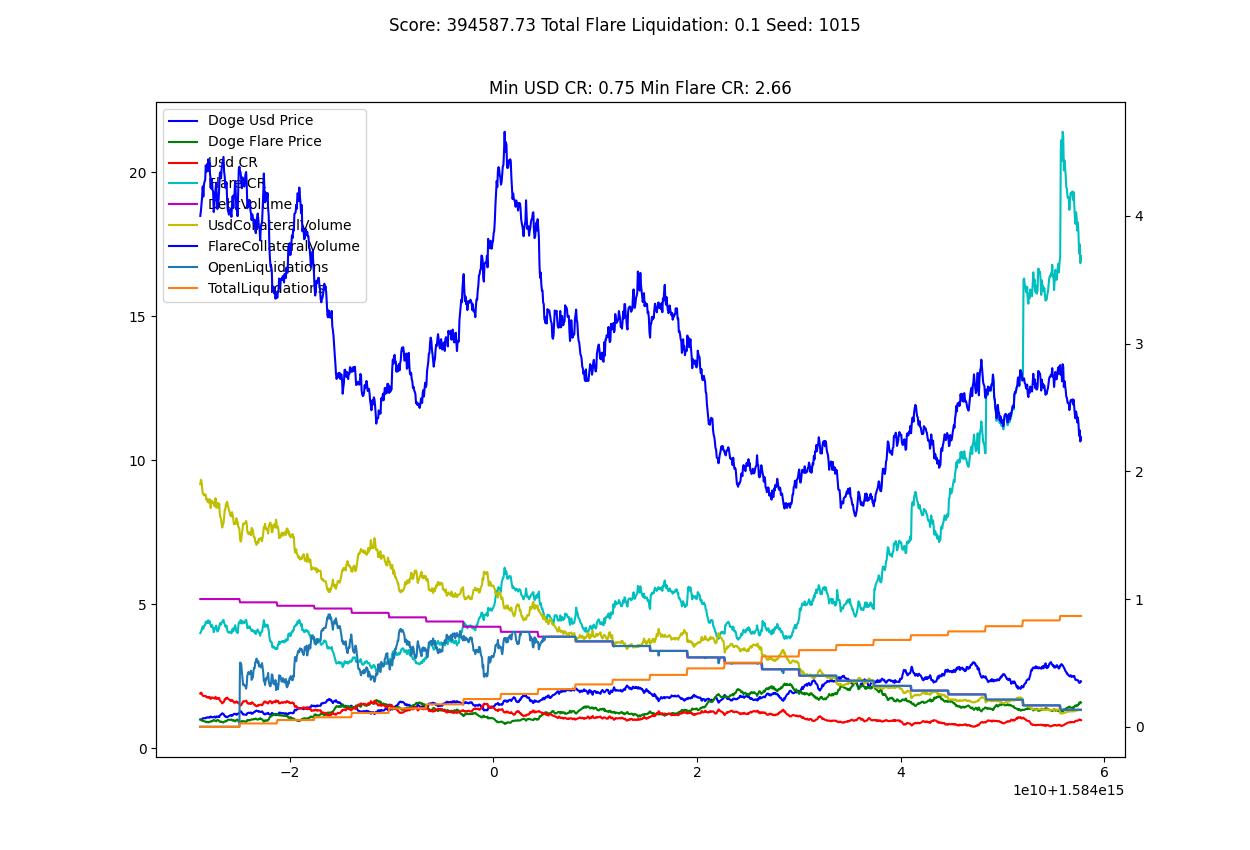 Score: 394587.73 Total Flare Liquidation: 0.1 Seed: 1015
Min USD CR: 0.75 Min Flare CR: 2.66
Doge Usd Price
Doge Flare Price
Usd CR
Flare CR
DebtVolume
UsdCollateralVolume
FlareCollateralVolume
OpenLiquidations
TotalLiquidations
20
15
10
5
0
4
3
2
1
0
−2
0
2
4
6
1e10+1.584e15